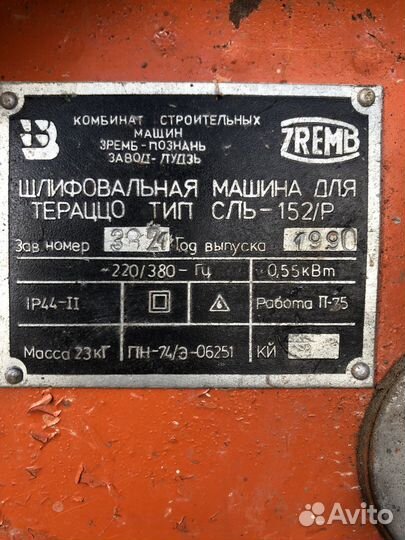 КОМБИНАТ СТРОИТЕЛЬНЫХ
МАШИН
ЗРЕМБ-ПОЗНАНЬ
ЗАВОД-ЛУДЗЬ
ZREMB
ШЛИФОВАЛЬНАЯ МАШИНА ДЛЯ
ТЕРАЦЦО ТИП СЛЬ-152/Р
Зав. номер Год выпуска 1990
~220/380- Гц 0,55кВт
IP44-II Работа П-75
Масса 23кГ ПН-74/Э-06251 КЙ
Avito